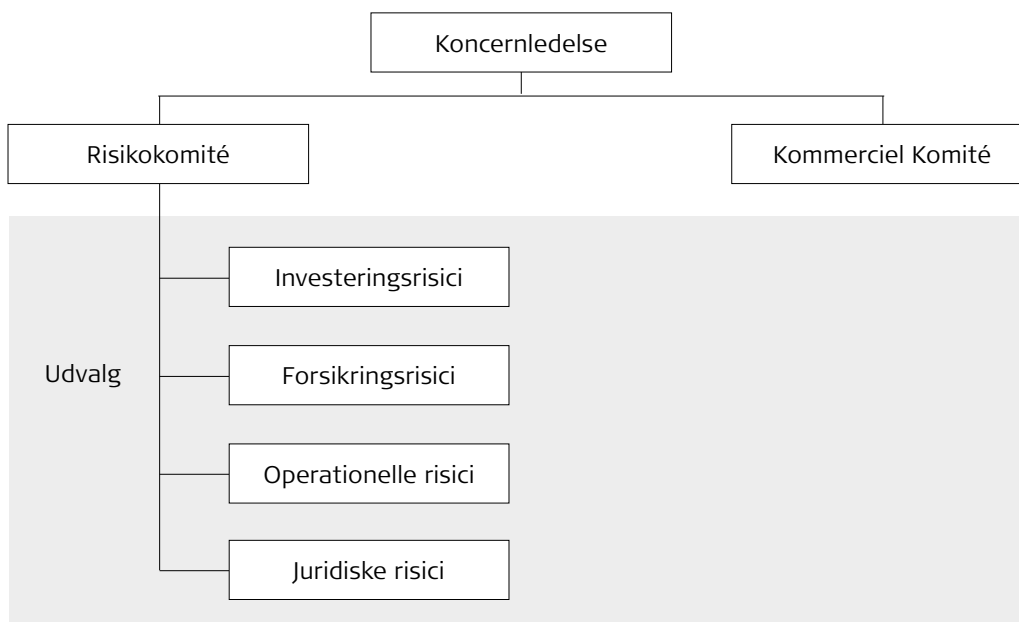 Koncernledelse
Risikokomité
Kommerciel Komité
Investeringsrisici
Udvalg
Forsikringsrisici
Operationelle risici
Juridiske risici